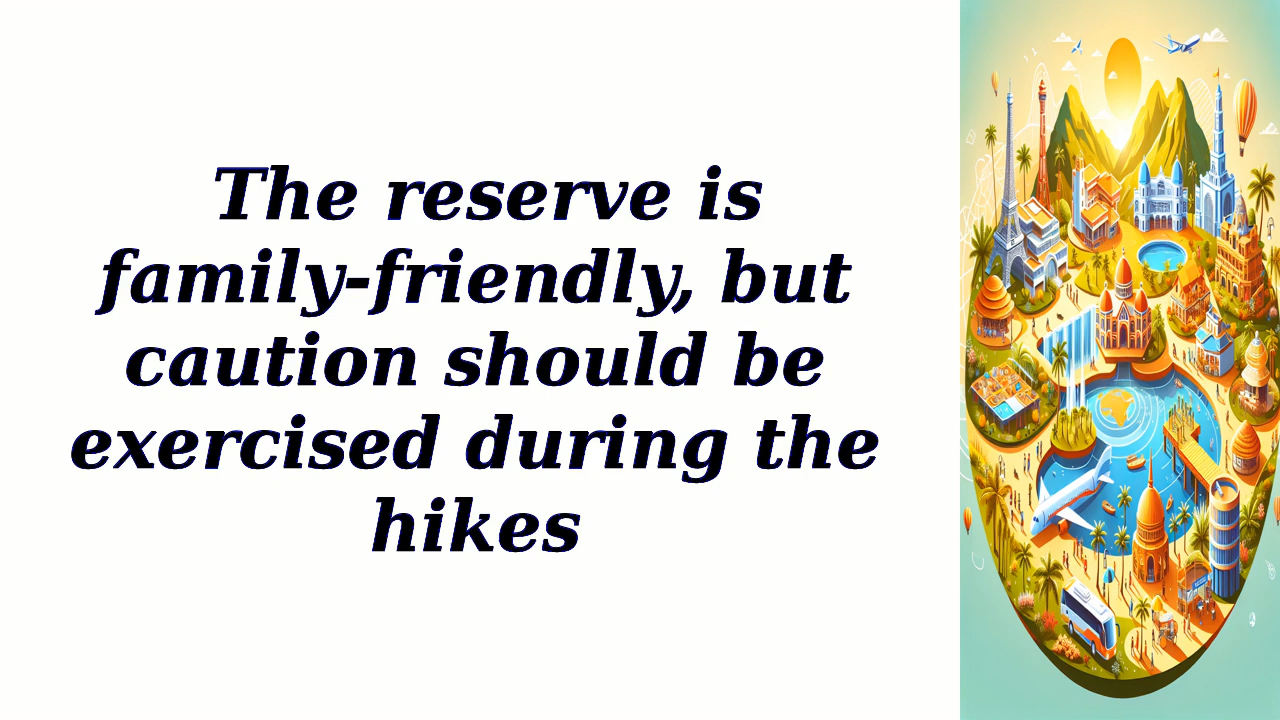 The reserve is
family-friendly, but
caution should be
exercised during the
hikes